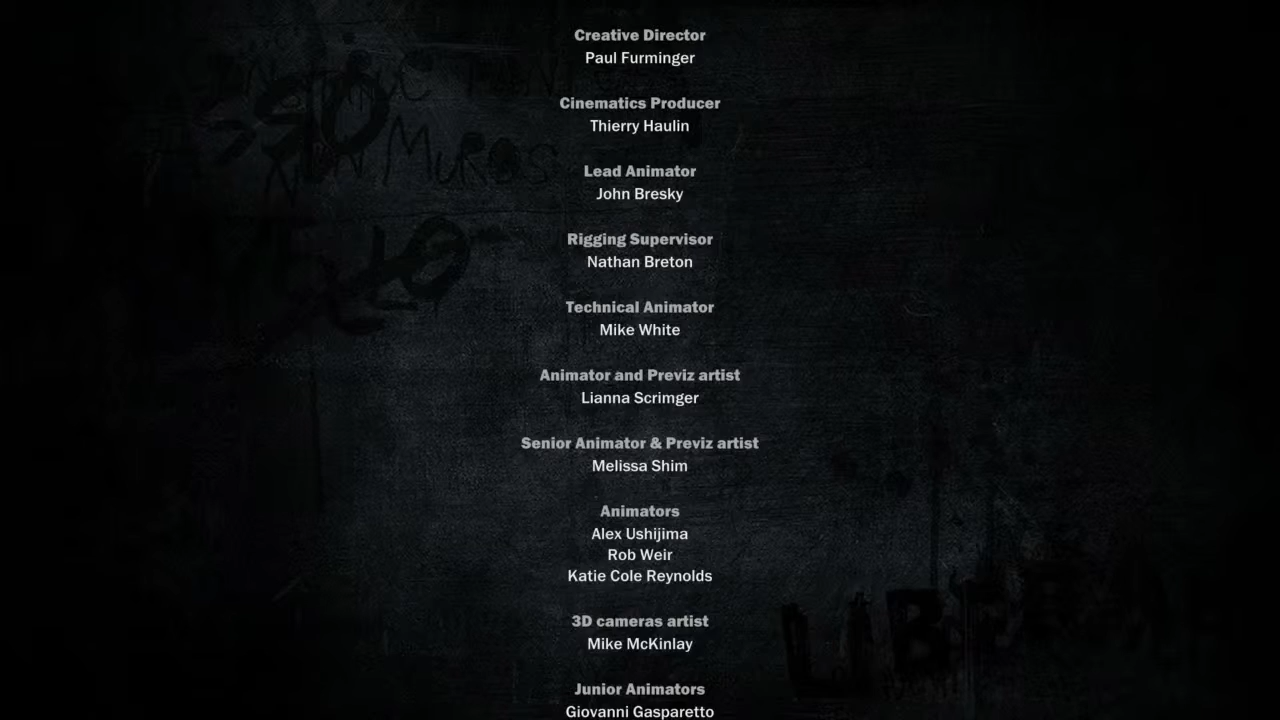 Creative Director
Paul Furminger
Cinematics Producer
Thierry Haulin
Lead Animator
John Bresky
Rigging Supervisor
Nathan Breton
Technical Animator
Mike White
Animator and Previz artist
Lianna Scrimger
Senior Animator & Previz artist
Melissa Shim
Animators
Alex Ushijima
Rob Weir
Katie Cole Reynolds
3D cameras artist
Mike McKinlay
Junior Animators
Giovanni Gasparetto
MUROS